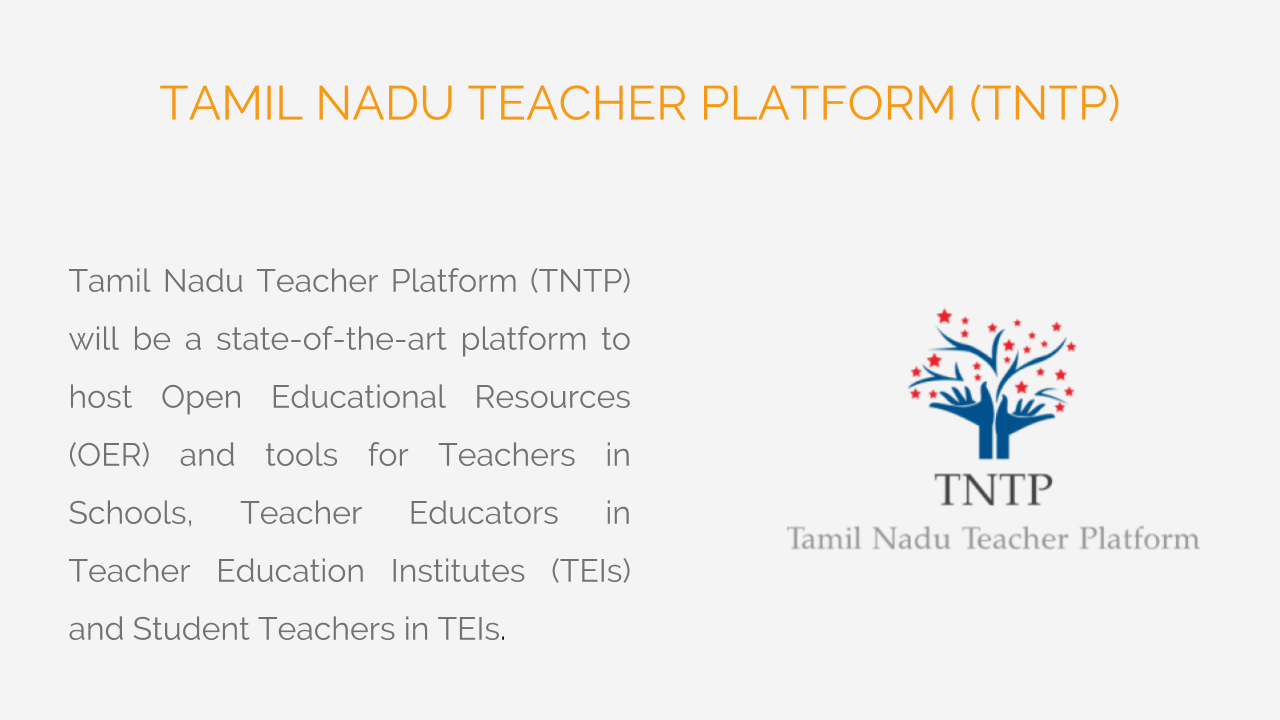 TAMIL NADU TEACHER PLATFORM (TNTP)
Tamil Nadu Teacher Platform (TNTP)
will be a state-of-the-art platform to
host Open Educational Resources
(OER) and tools for Teachers in
Schools, Teacher Educators in
Teacher Education Institutes (TEIs)
and Student Teachers in TEIs.
TNTP
Tamil Nadu Teacher Platform